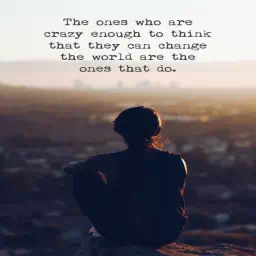 The ones who are
crazy enough to think
that they can change
the world are the
ones that do.